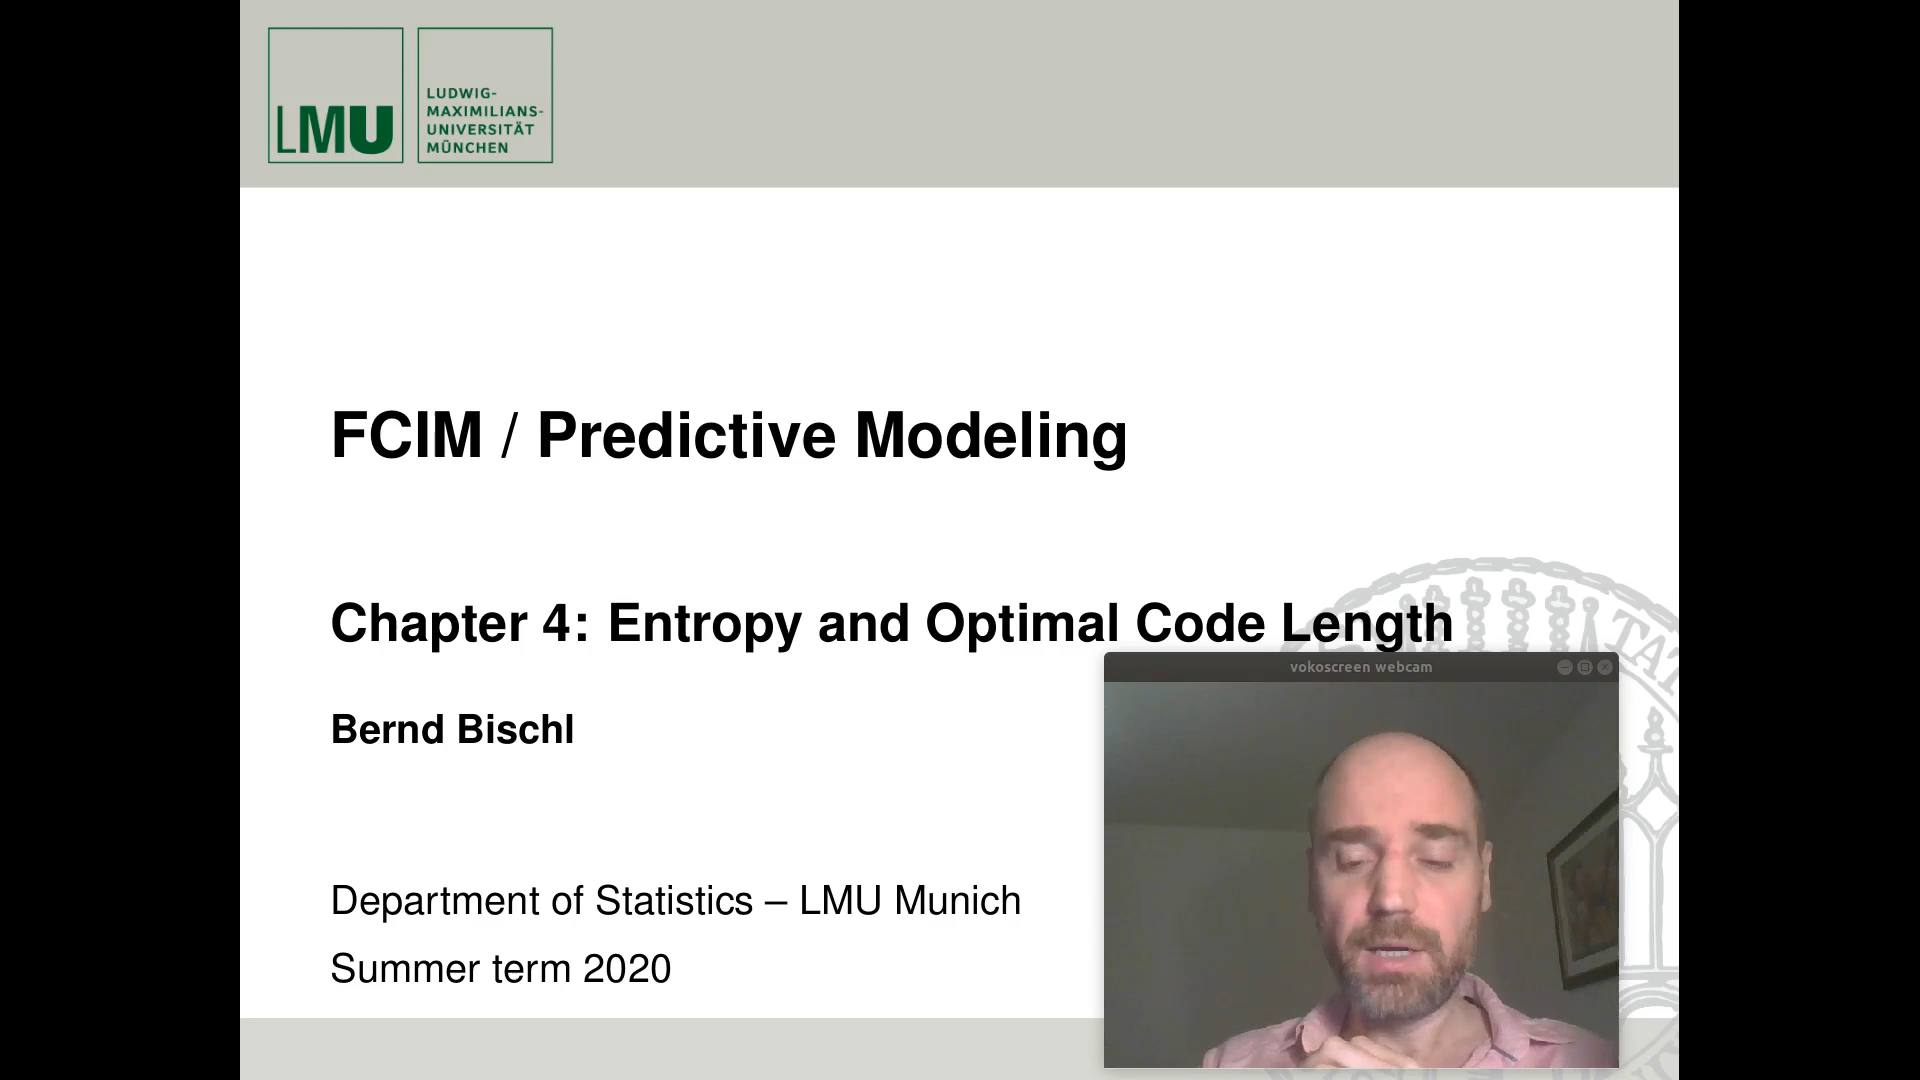 LMU
LUDWIG-
MAXIMILIANS-
UNIVERSITÄT
MÜNCHEN
FCIM / Predictive Modeling
Chapter 4: Entropy and Optimal Code Length
Bernd Bischl
vokoscreen webcam
Department of Statistics – LMU Munich
Summer term 2020